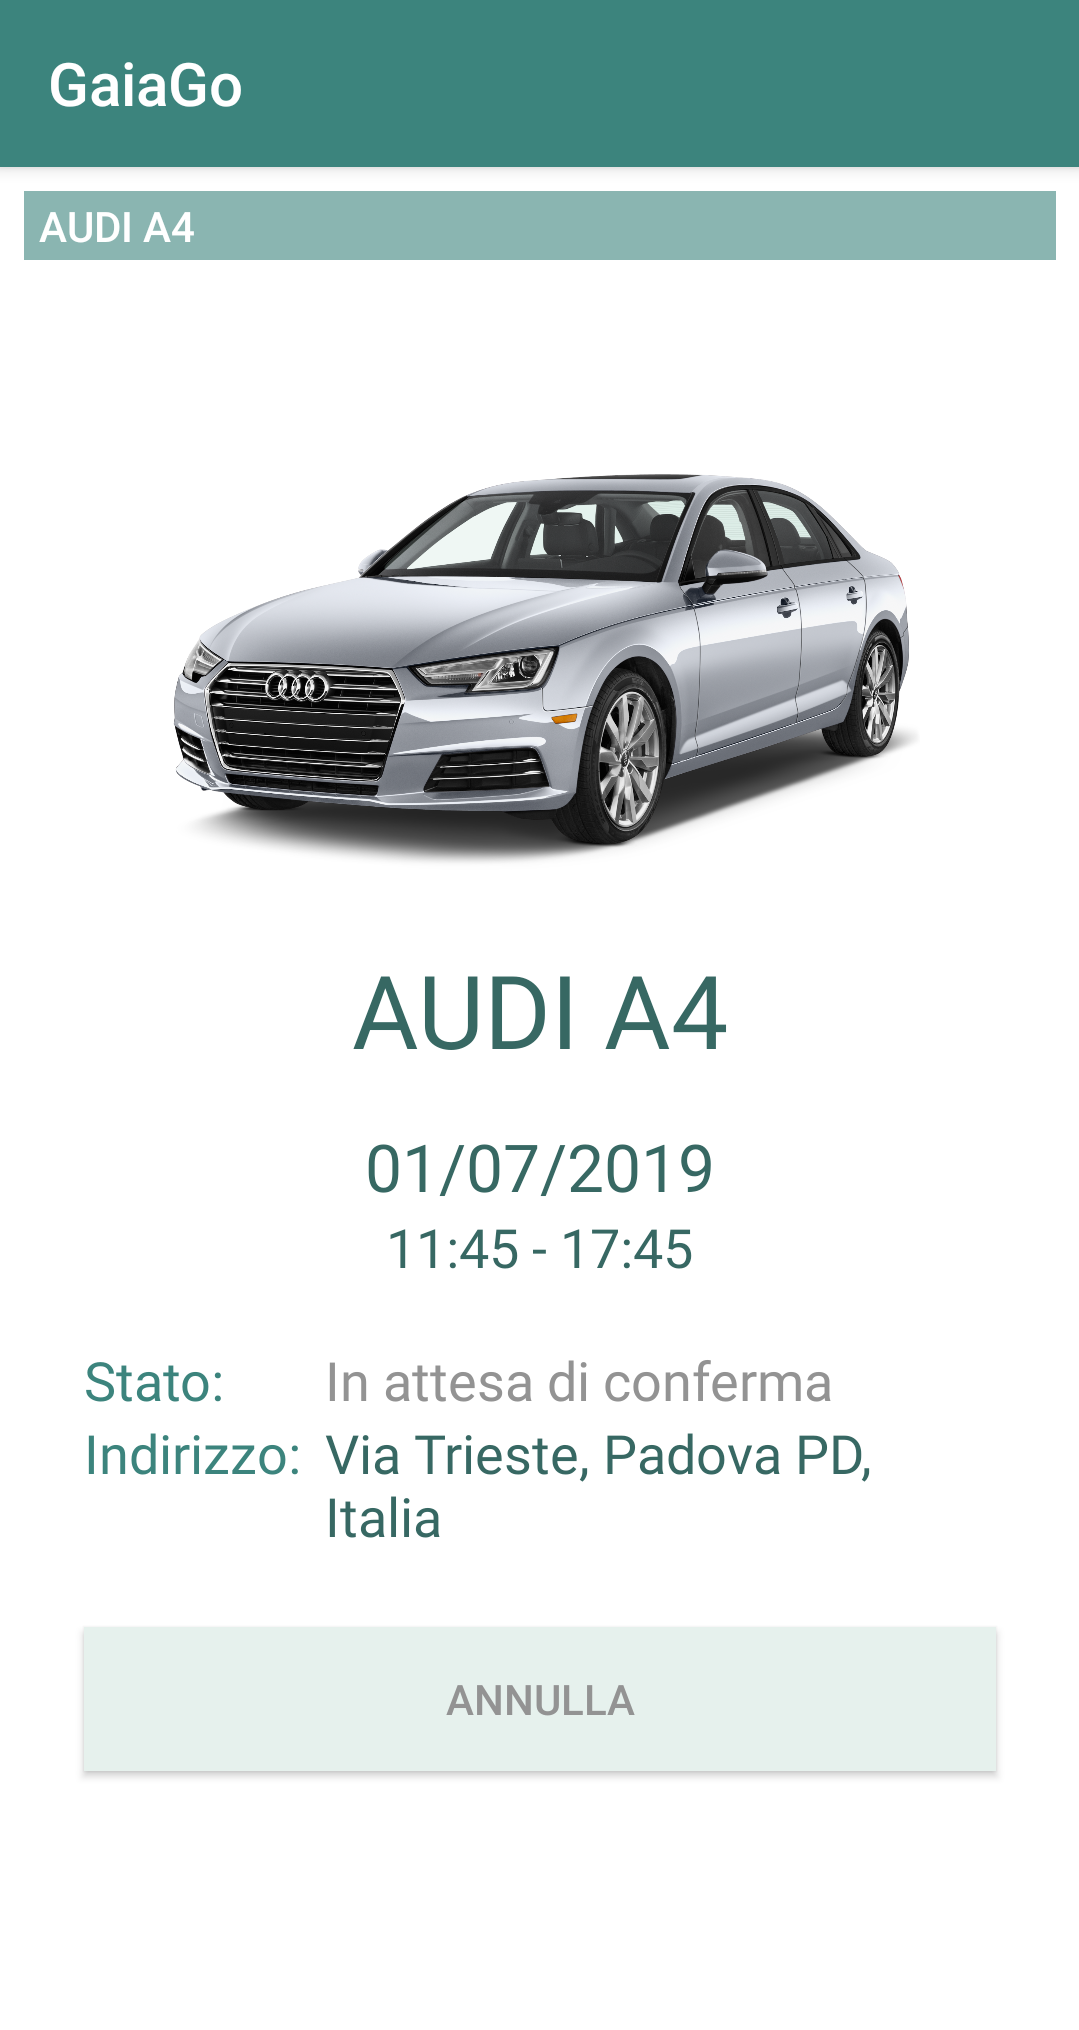 GaiaGo
AUDI A4
AUDI A4
01/07/2019
11:45 - 17:45
Stato: In attesa di conferma
Indirizzo: Via Trieste, Padova PD,
Italia
ANNULLA